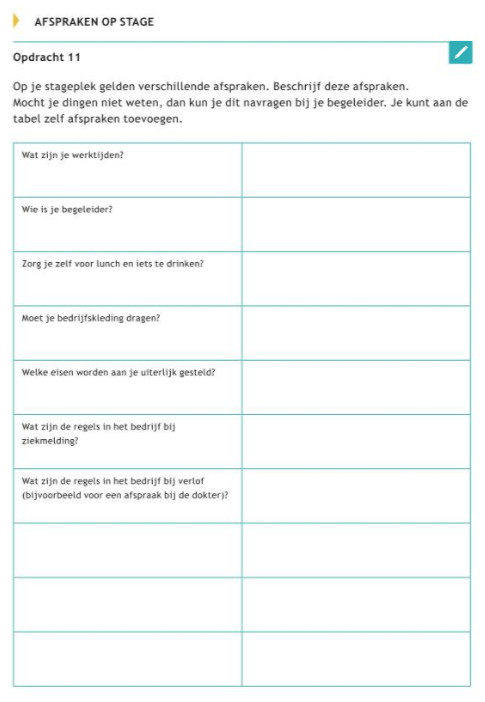 AFSPRAKEN OP STAGE
Opdracht 11
Op je stageplek gelden verschillende afspraken. Beschrijf deze afspraken.
Mocht je dingen niet weten, dan kun je dit navragen bij je begeleider. Je kunt aan de
tabel zelf afspraken toevoegen.
Wat zijn je werktijden?
Wie is je begeleider?
Zorg je zelf voor lunch en iets te drinken?
Moet je bedrijfskleding dragen?
Welke eisen worden aan je uiterlijk gesteld?
Wat zijn de regels in het bedrijf bij
ziekmelding?
Wat zijn de regels in het bedrijf bij verlof
(bijvoorbeeld voor een afspraak bij de dokter)?